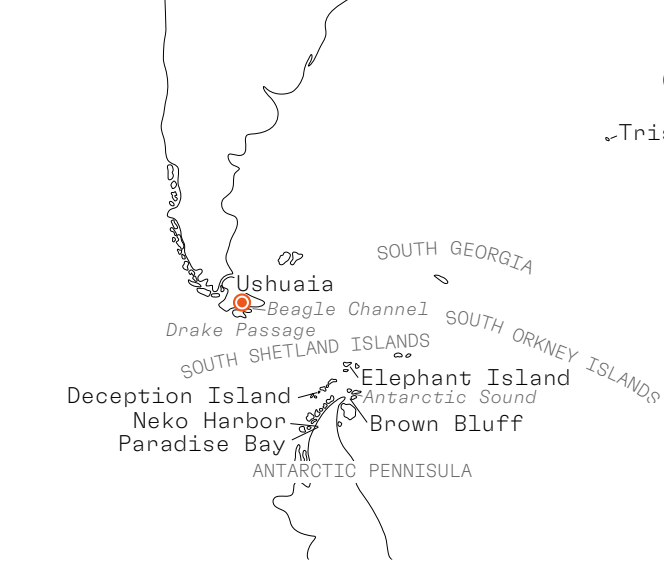 Tris
SOUTH GEORGIA
Ushuaia
Beagle Channel
Drake Passage
SOUTH ORKNEY ISLANDS
SOUTH SHETLAND ISLANDS
Elephant Island
Deception Island
Antarctic Sound
Neko Harbor
Brown Bluff
Paradise Bay
ANTARCTIC PENNISULA